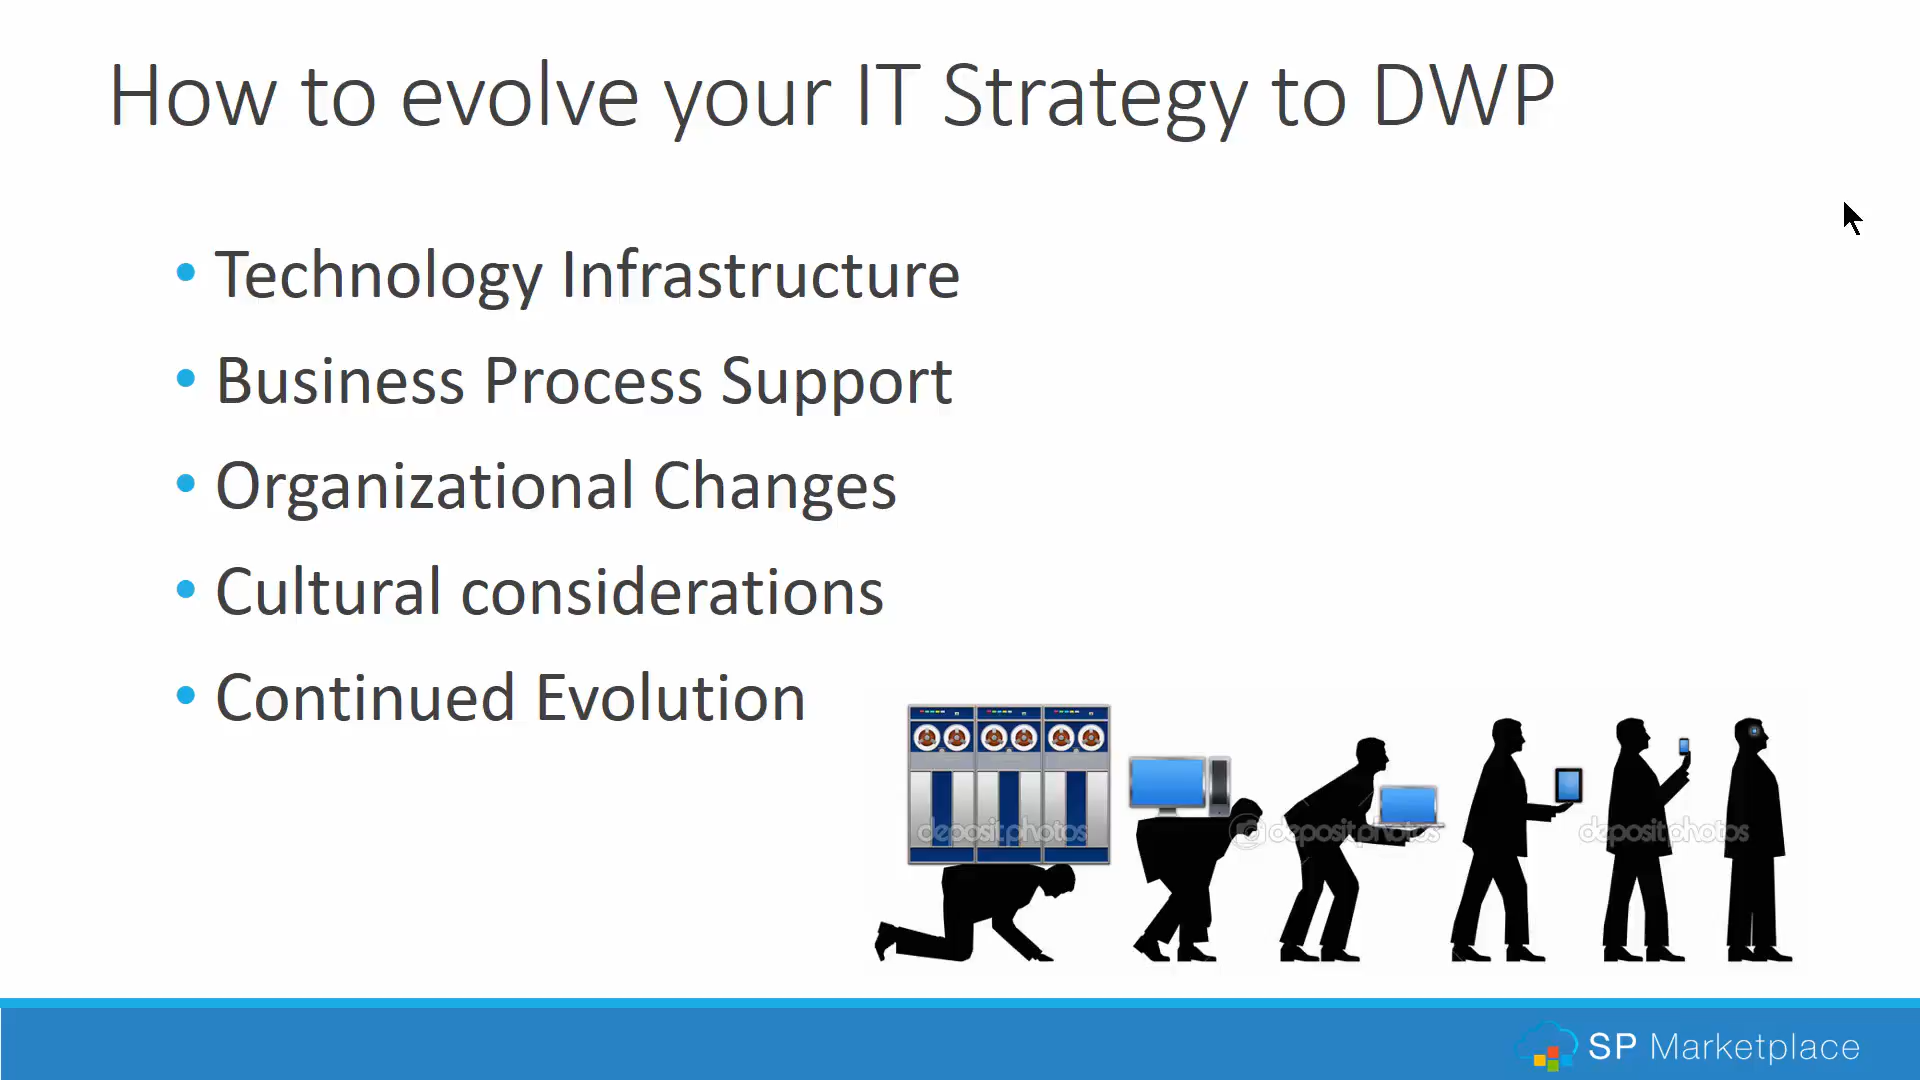 How to evolve your IT Strategy to DWP
• Technology Infrastructure
• Business Process Support
• Organizational Changes
• Cultural considerations
• Continued Evolution
depositphotos @depositphotos depositphotos
SP Marketplace